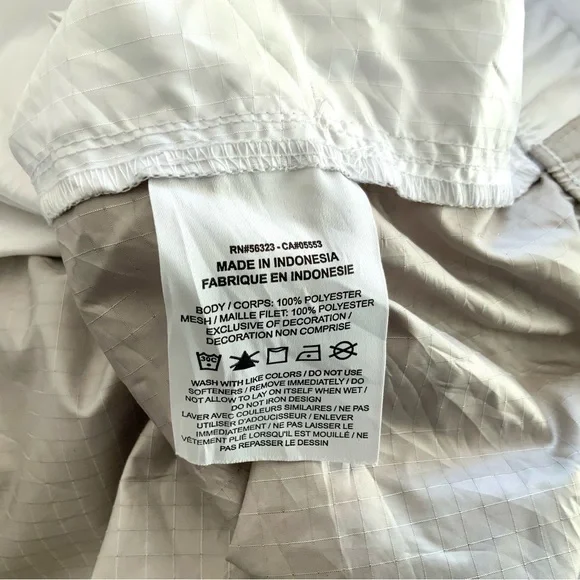 RN#56323 - CA#05553
MADE IN INDONESIA
FABRIQUE EN INDONESIE
BODY / CORPS: 100% POLYESTER
MESH / MAILLE FILET: 100% POLYESTER
EXCLUSIVE OF DECORATION /
DECORATION NON COMPRISE
30C
WASH WITH LIKE COLORS / DO NOT USE
SOFTENERS / REMOVE IMMEDIATELY / DO
NOT ALLOW TO LAY ON ITSELF WHEN WET /
DO NOT IRON DESIGN
LAVER AVEC COULEURS SIMILAIRES / NE PAS
UTILISER D'ADOUCISSEUR / ENLEVER
IMMÉDIATEMENT / NE PAS LAISSER LE
VÊTEMENT PLIÉ LORSQU'IL EST MOUILLÉ / NE
PAS REPASSER LE DESSIN